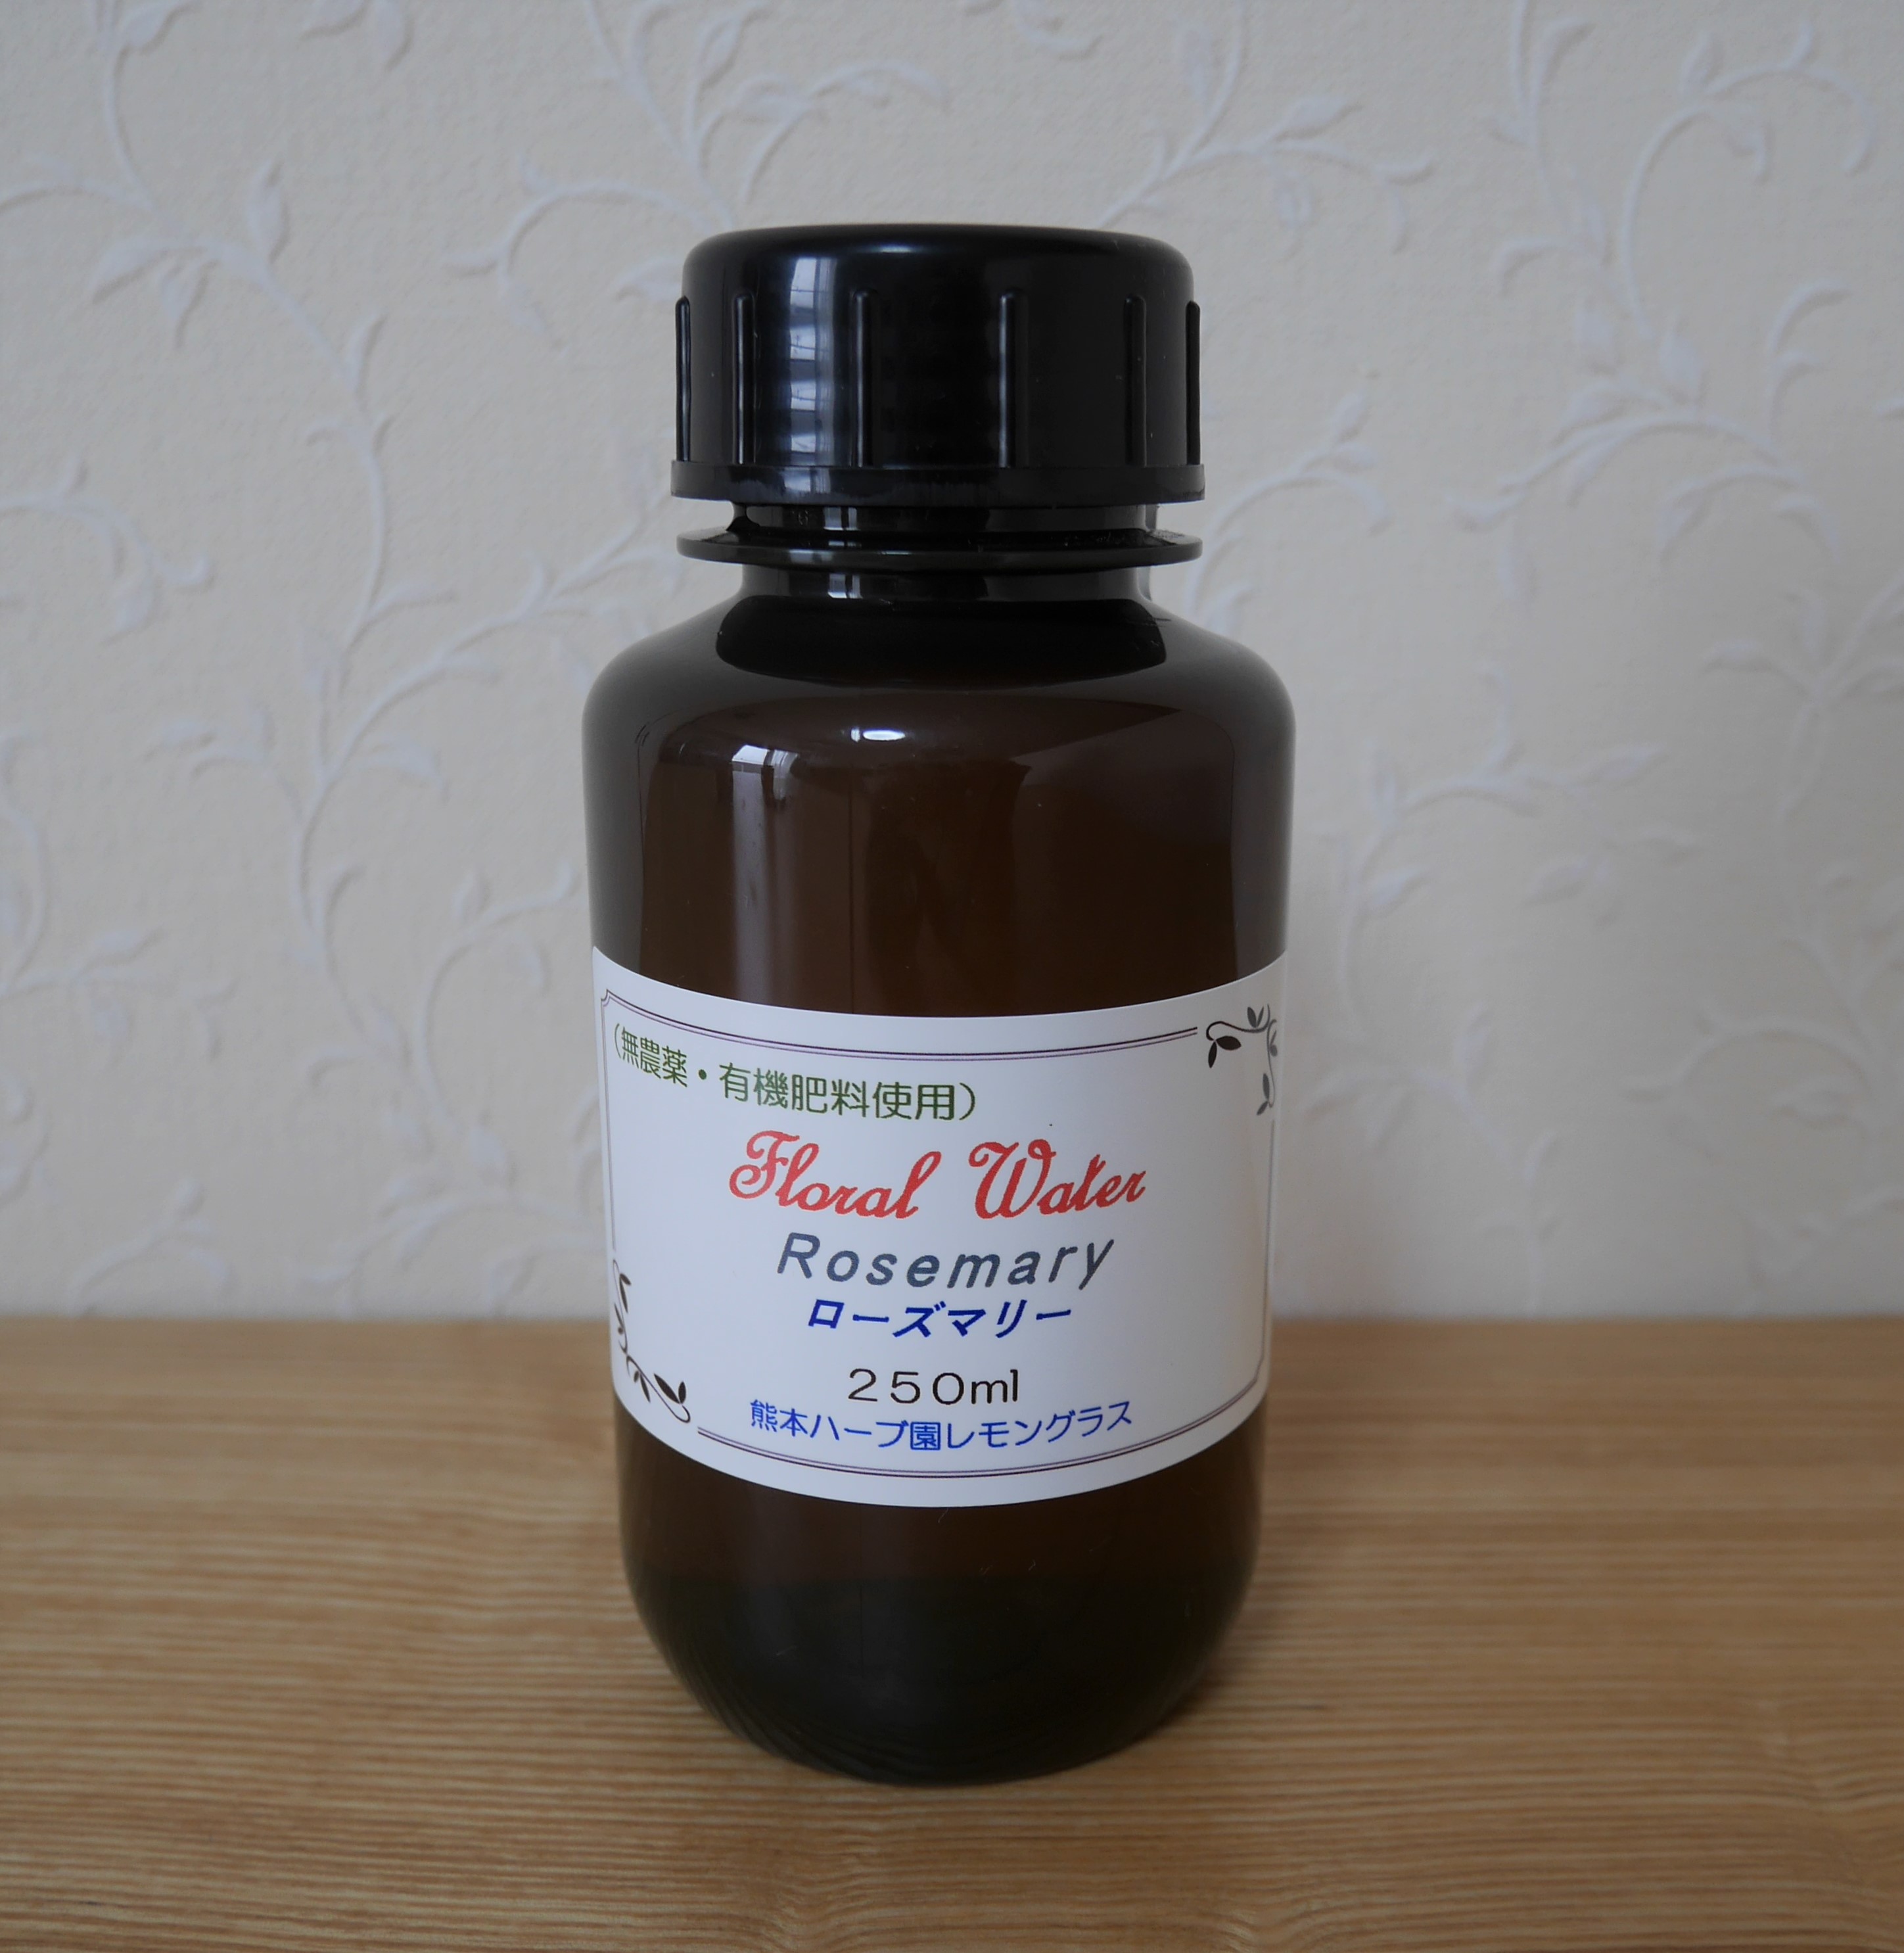 （無農薬・有機肥料使用）
Floral Water
Rosemary
ローズマリー
２５０ml
熊本ハーブ園レモングラス